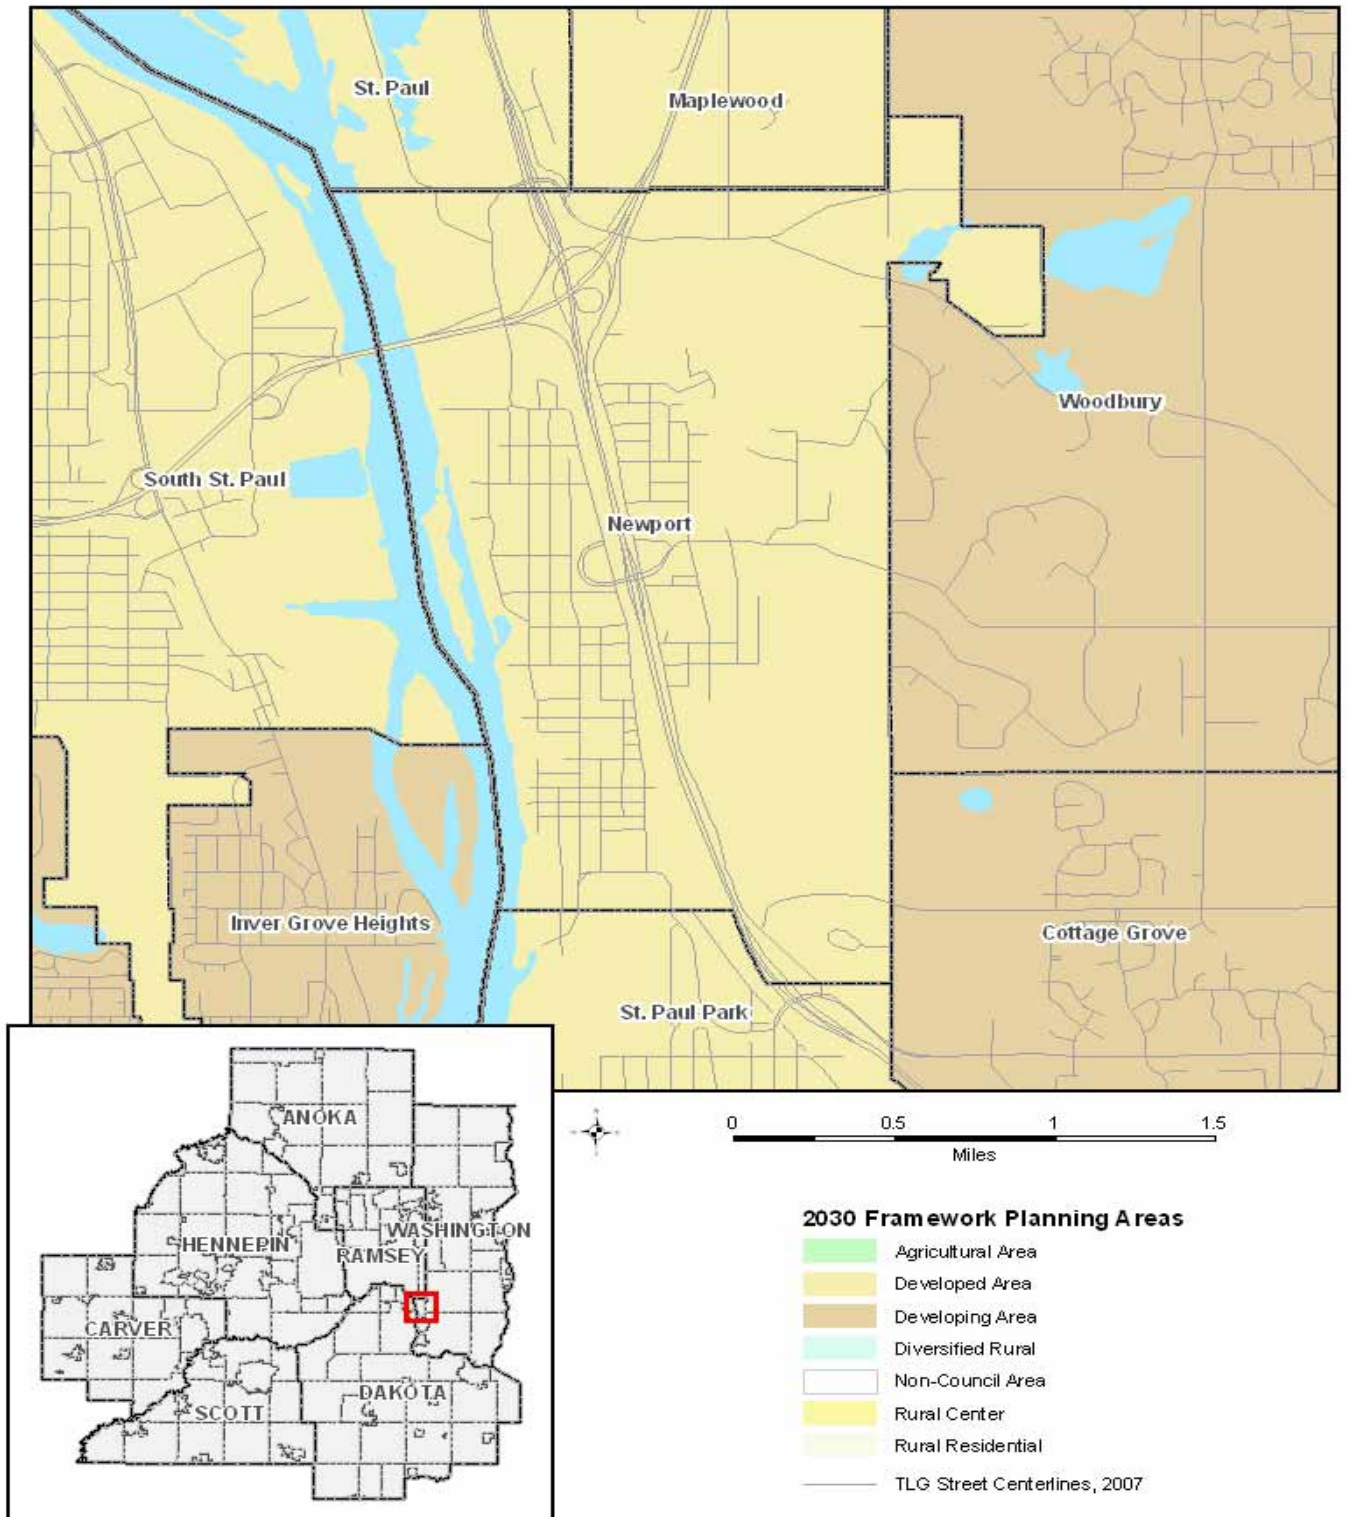 St. Paul
Maplewood
Woodbury
South St. Paul
Newport
Inver Grove Heights
Cottage Grove
St. Paul Park
ANOKA
WASHINGTON
HENNEPIN
RAMSEY
CARVER
DAKOTA
SCOTT
0 0.5 1 1.5
Miles
2030 Framework Planning Areas
Agricultural Area
Developed Area
Developing Area
Diversified Rural
Non-Council Area
Rural Center
Rural Residential
TLG Street Centerlines, 2007